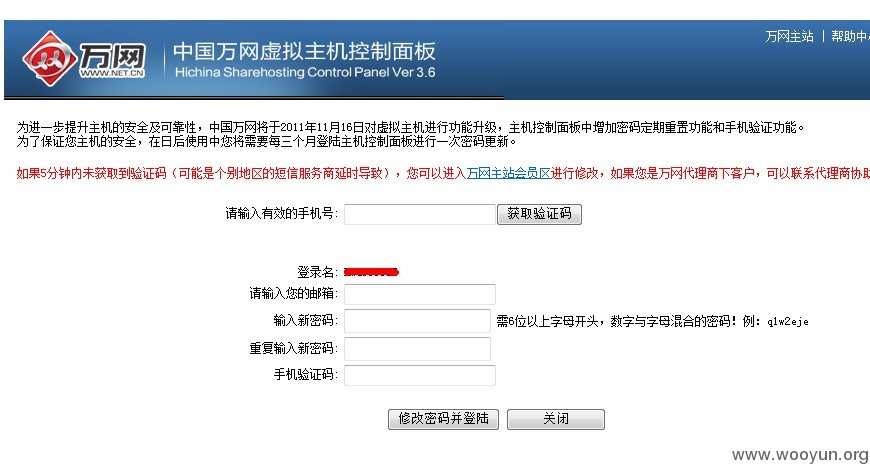 万网主站 | 帮助中
万网
WWW.NET.CN
中国万网虚拟主机控制面板
Hichina Sharehosting Control Panel Ver 3.6
为进一步提升主机的安全及可靠性，中国万网将于2011年11月16日对虚拟主机进行功能升级，主机控制面板中增加密码定期重置功能和手机验证功能。
为了保证您主机的安全，在日后使用中您将需要每三个月登陆主机控制面板进行一次密码更新。
如果5分钟内未获取到验证码（可能是个别地区的短信服务商延时导致），您可以进入万网主站会员区进行修改，如果您是万网代理商下客户，可以联系代理商协助
请输入有效的手机号: 获取验证码
登录名:
请输入您的邮箱:
输入新密码: 需6位以上字母开头，数字与字母混合的密码！例：q1w2eje
重复输入新密码:
手机验证码:
修改密码并登陆 关闭
www.wooyun.org